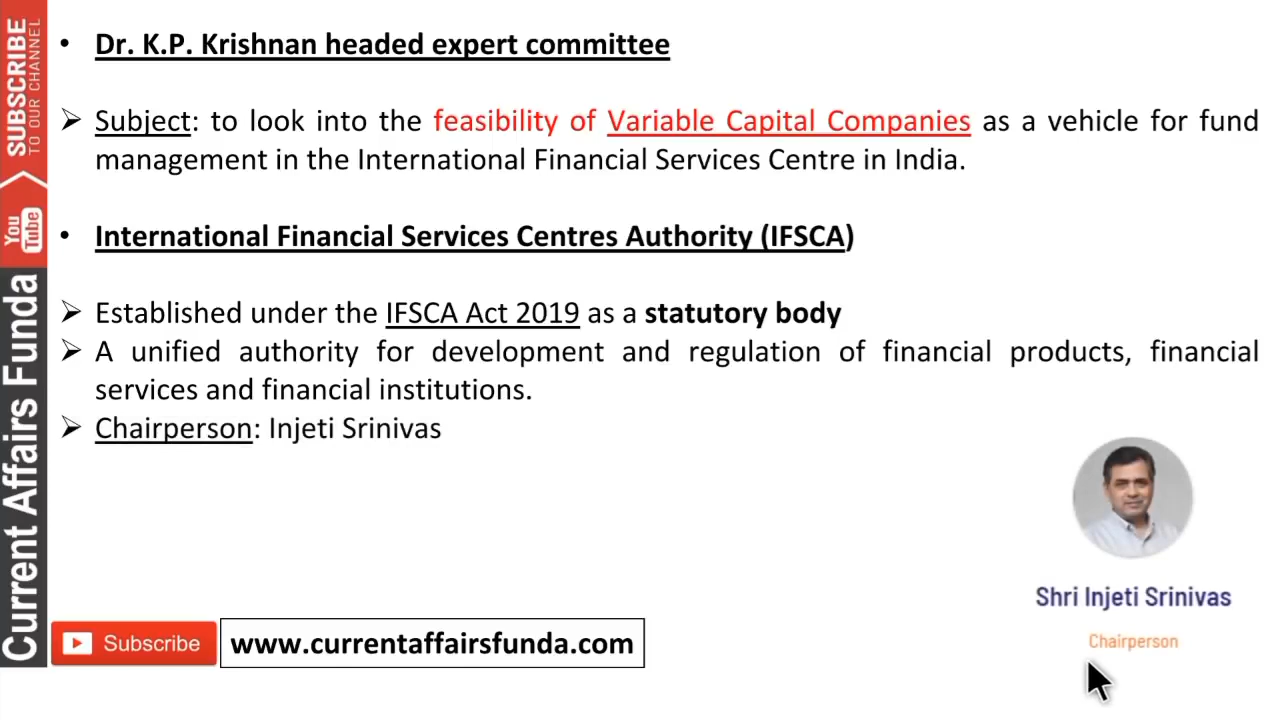 SUBSCRIBE
TO OUR CHANNEL
You
Tube
Current Affairs Funda
• Dr. K.P. Krishnan headed expert committee
➢ Subject: to look into the feasibility of Variable Capital Companies as a vehicle for fund
management in the International Financial Services Centre in India.
• International Financial Services Centres Authority (IFSCA)
➢ Established under the IFSCA Act 2019 as a statutory body
➢ A unified authority for development and regulation of financial products, financial
services and financial institutions.
➢ Chairperson: Injeti Srinivas
Shri Injeti Srinivas
Chairperson
Subscribe
www.currentaffairsfunda.com